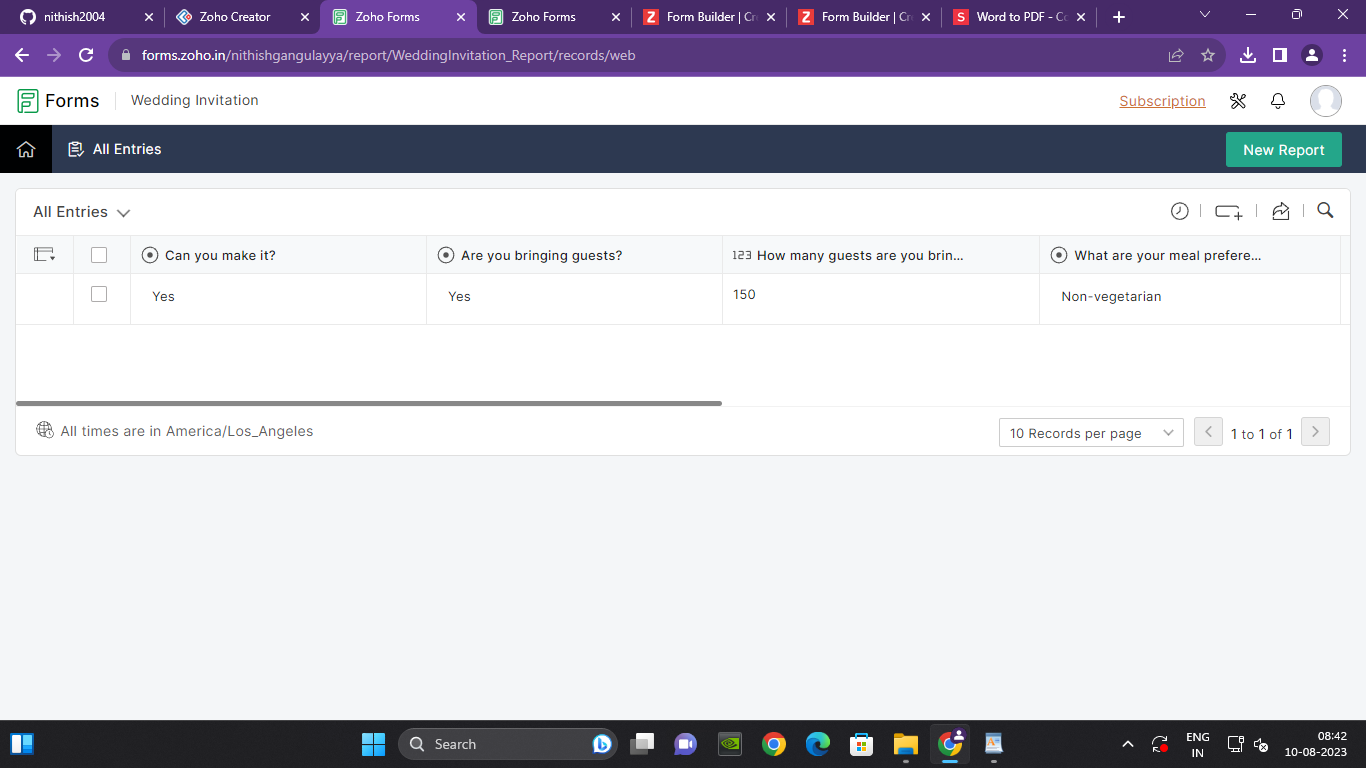 nithish2004
Zoho Creator
Zoho Forms
Zoho Forms
Form Builder | Cr
Form Builder | Cr
Word to PDF - Co
forms.zoho.in/nithishgangulayya/report/WeddingInvitation_Report/records/web
Forms
Wedding Invitation
Subscription
All Entries
New Report
All Entries
Can you make it?
Are you bringing guests?
123 How many guests are you brin...
What are your meal prefere...
Yes
Yes
150
Non-vegetarian
All times are in America/Los_Angeles
10 Records per page
1 to 1 of 1
Search
ENG
IN
08:42
10-08-2023